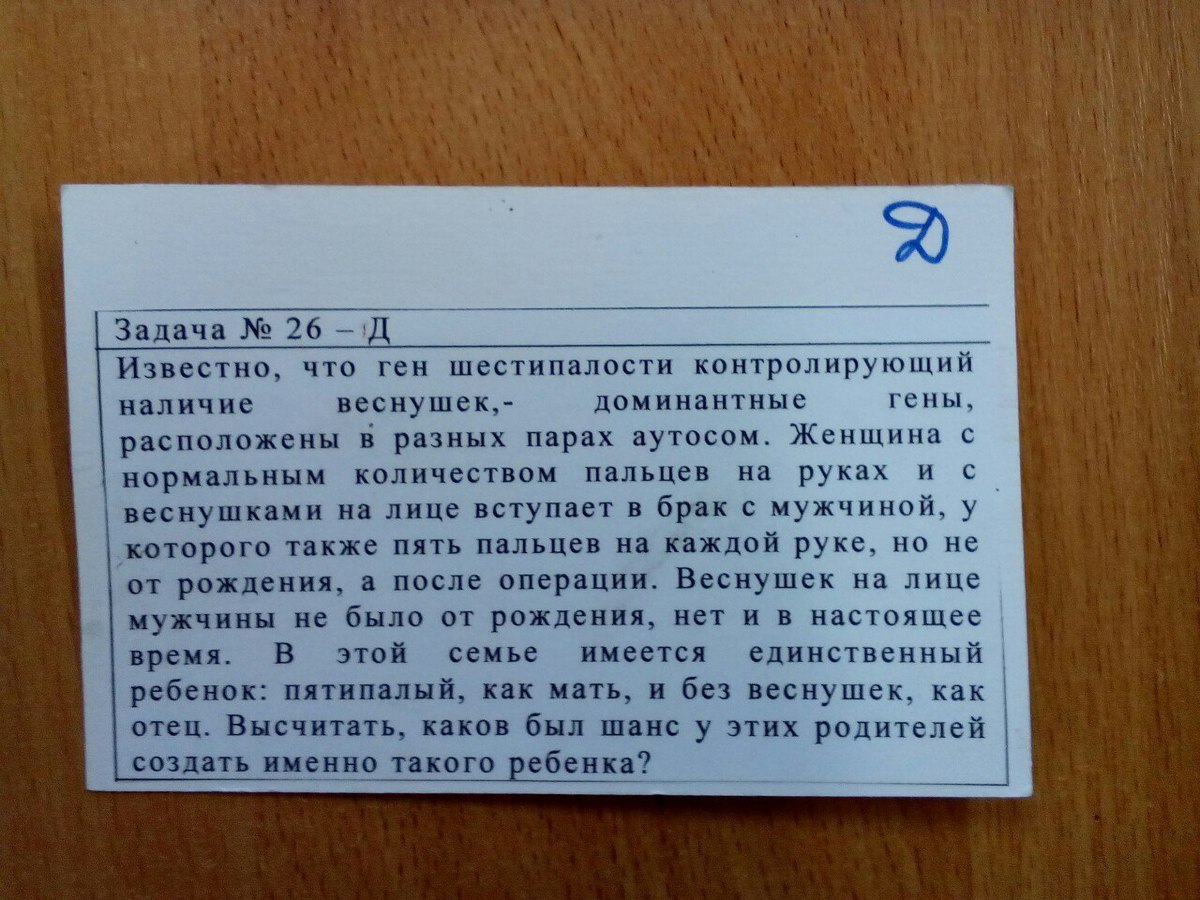 Д
Задача № 26 – Д
Известно, что ген шестипалости контролирующий
наличие веснушек,- доминантные гены,
расположены в разных парах аутосом. Женщина с
нормальным количеством пальцев на руках и с
веснушками на лице вступает в брак с мужчиной, у
которого также пять пальцев на каждой руке, но не
от рождения, а после операции. Веснушек на лице
мужчины не было от рождения, нет и в настоящее
время. В этой семье имеется единственный
ребенок: пятипалый, как мать, и без веснушек, как
отец. Высчитать, каков был шанс у этих родителей
создать именно такого ребенка?